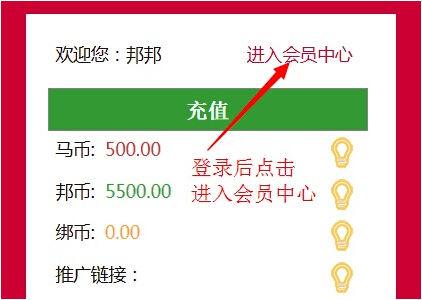 欢迎您：邦邦 进入会员中心
充值
马币: 500.00
登录后点击
进入会员中心
邦币: 5500.00
绑币: 0.00
推广链接：